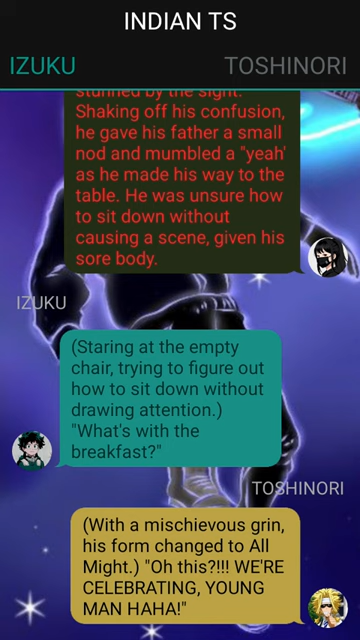 INDIAN TS
IZUKU TOSHINORI
stunned by the sight.
Shaking off his confusion,
he gave his father a small
nod and mumbled a "yeah'
as he made his way to the
table. He was unsure how
to sit down without
causing a scene, given his
sore body.
IZUKU
(Staring at the empty
chair, trying to figure out
how to sit down without
drawing attention.)
"What's with the
breakfast?"
TOSHINORI
(With a mischievous grin,
his form changed to All
Might.) "Oh this?!!! WE'RE
CELEBRATING, YOUNG
MAN HAHA!"